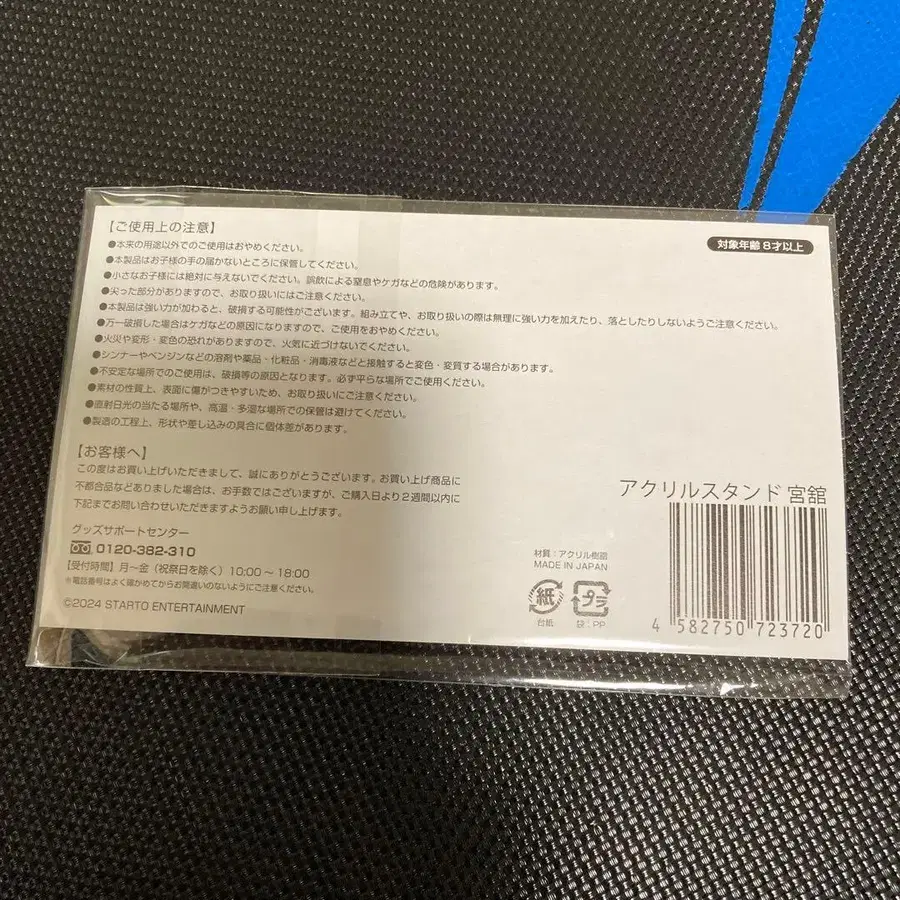 【ご使用上の注意】
対象年齢 8才以上
●本来の用途以外でのご使用はおやめください。
●本製品はお子様の手の届かないところに保管してください。
●小さなお子様には絶対に与えないでください。誤飲による窒息やケガなどの危険があります。
●尖った部分がありますので、お取り扱いにはご注意ください。
●本製品は強い力が加わると、破損する可能性がございます。組み立てや、お取り扱いの際は無理に強い力を加えたり、落としたりしないようご注意ください。
●万一破損した場合はケガなどの原因になりますので、ご使用をおやめください。
●火災や変形・変色の恐れがありますので、火気に近づけないでください。
●シンナーやベンジンなどの溶剤や薬品・化粧品・消毒液などと接触すると変色・変質する場合があります。
●不安定な場所でのご使用は、破損等の原因となります。必ず平らな場所でご使用ください。
●素材の性質上、表面に傷がつきやすいため、お取り扱いにご注意ください。
●直射日光の当たる場所や、高温・多湿な場所での保管は避けてください。
●製造の工程上、形状や差し込みの具合に個体差があります。
【お客様へ】
この度はお買い上げいただきまして、誠にありがとうございます。お買い上げ商品に
不都合品などありました場合は、お手数ではございますが、ご購入日より2週間以内に
下記までお問い合わせいただきますようお願い申し上げます。
グッズサポートセンター
0120-382-310
【受付時間】月〜金（祝祭日を除く）10:00〜18:00
※電話番号はよく確かめてからお間違いのないようにご注意ください。
©2024 STARTO ENTERTAINMENT
アクリルスタンド 宮舘
材質：アクリル樹脂
MADE IN JAPAN
紙 プラ
台紙 袋：PP
4 582750 723720